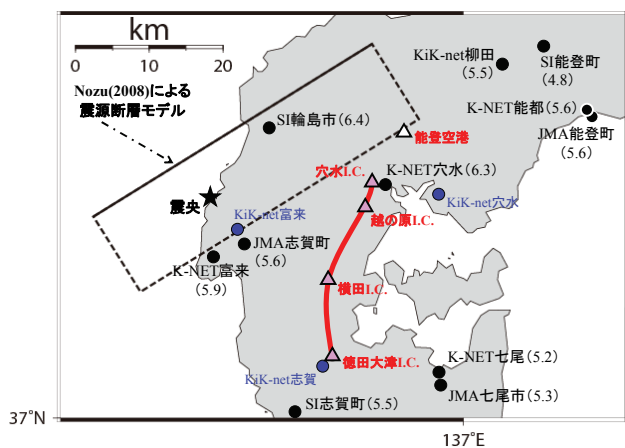 km
0 10 20
Nozu(2008)による
震源断層モデル
KiK-net柳田
(5.5)
SI能登町
(4.8)
K-NET能都(5.6)
JMA能登町
(5.6)
SI輪島市(6.4)
能登空港
穴水I.C.
K-NET穴水(6.3)
KiK-net穴水
越の原I.C.
震央
KiK-net富来
JMA志賀町
(5.6)
K-NET富来
(5.9)
横田I.C.
徳田大津I.C.
KiK-net志賀
K-NET七尾(5.2)
JMA七尾市(5.3)
SI志賀町(5.5)
37°N
137°E